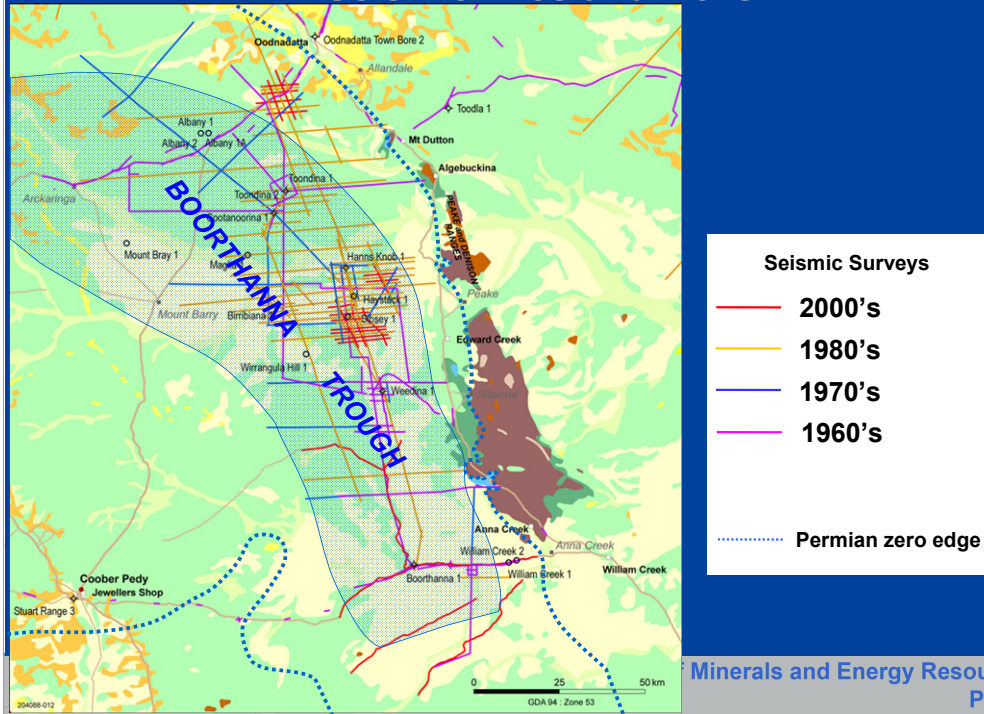 Oodnadatta
Oodnadatta Town Bore 2
Allandale
Toodla 1
Albany 1
Albany 2
Albany 1A
Mt Dutton
Algebuckina
Toondina 1
Toondina 2
Arckaringa
BOORTHANNA
TROUGH
PEAKE and DENISON
RANGES
Cootanoorina 1
Mount Bray 1
Hanns Knob 1
Peake
Haystack 1
Mount Barry
Birribiana
Edward Creek
Wirrangula Hill 1
Weedina 1
Nilpinna
Anna Creek
Anna Creek
William Creek 2
William Creek 1
William Creek
Boorthanna 1
Coober Pedy
Jewellers Shop
Stuart Range 3
0 25 50 km
GDA 94 : Zone 53
204088-012
Seismic Surveys
2000's
1980's
1970's
1960's
Permian zero edge
Minerals and Energy Resou
P